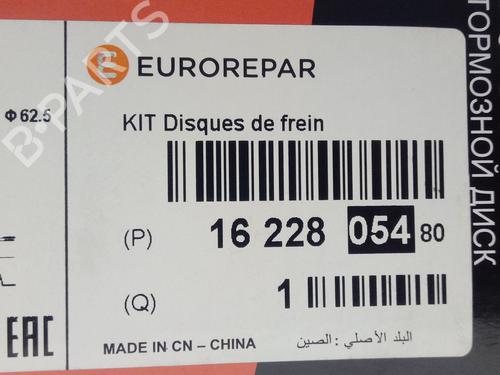 EUROREPAR
Φ 62.5
KIT Disques de frein
(P) 16 228 054 80
(Q) 1
MADE IN CN – CHINA
البلد الأصلي : الصين
EAC
ТОРМОЗНОЙ ДИСК
B-PARTS